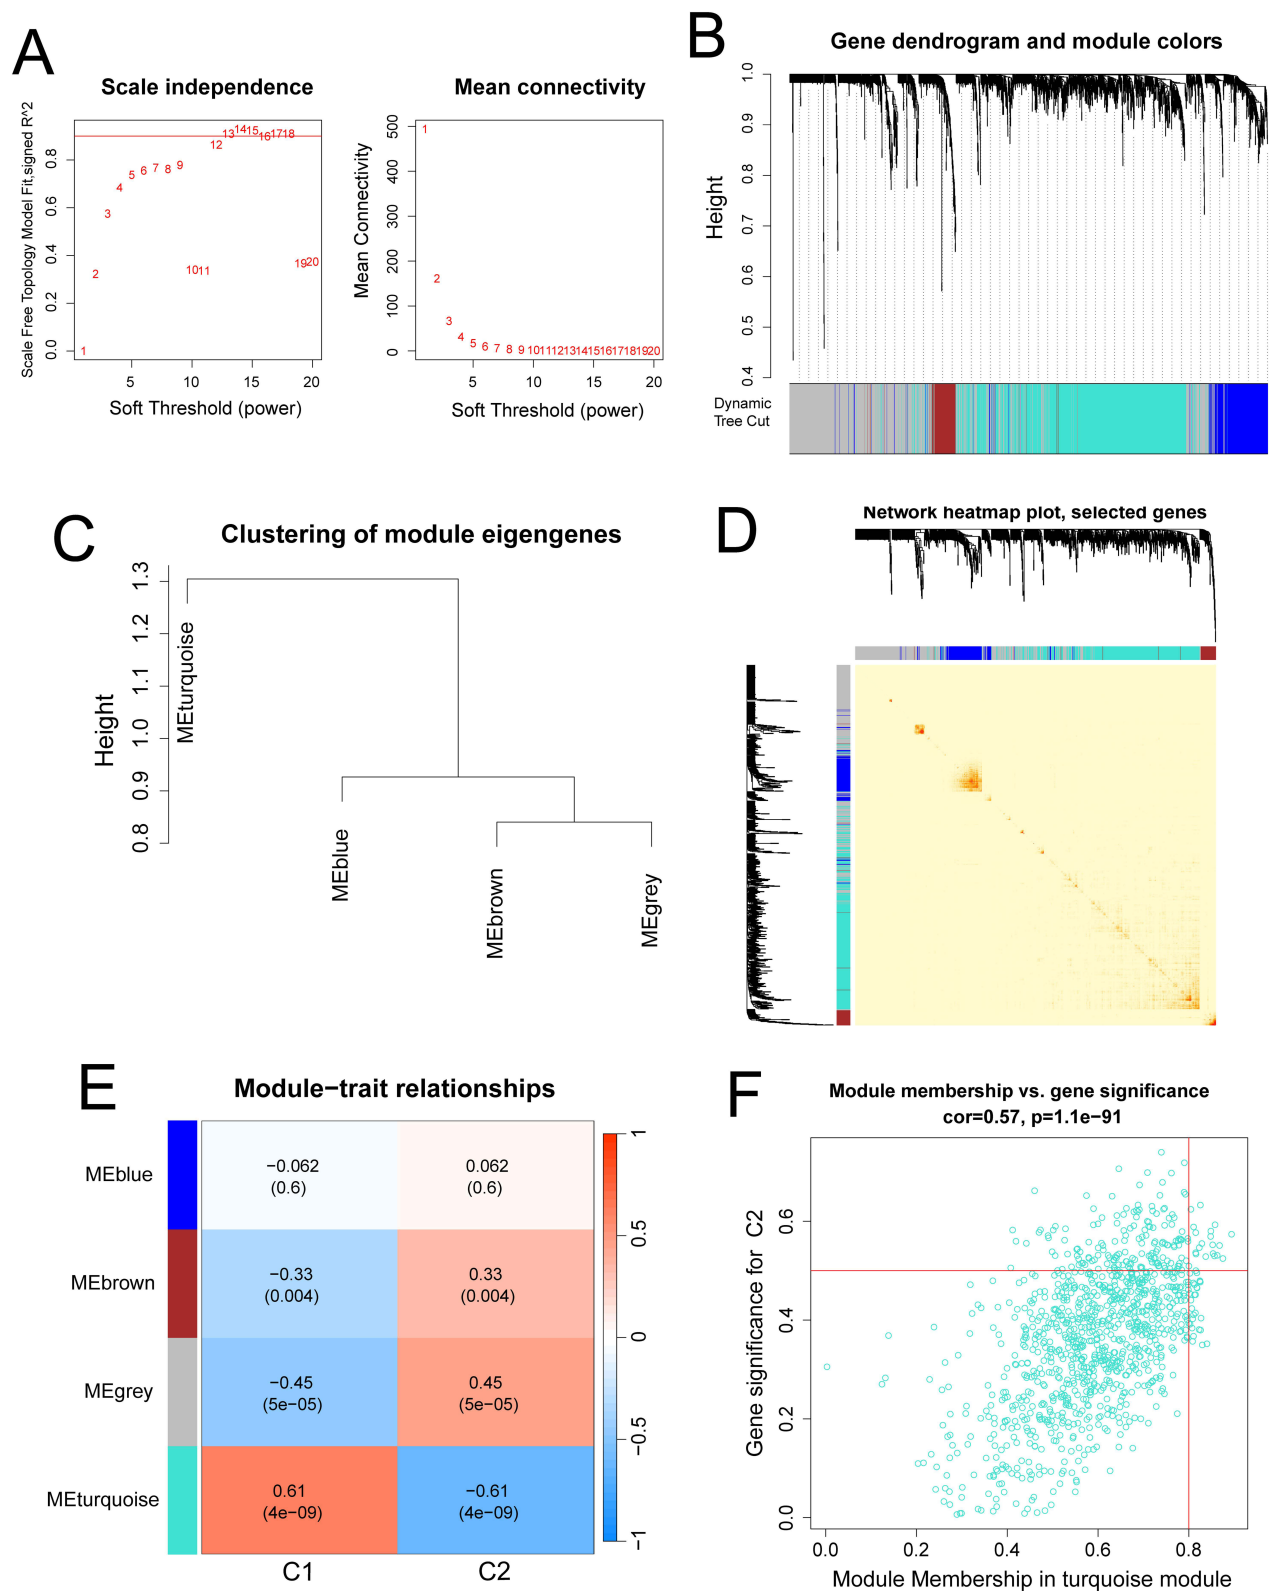 A
Scale independence
Scale Free Topology Model Fit,signed R^2
0.0 0.2 0.4 0.6 0.8
1 2 3 4 5 6 7 8 9 10 11 12 13 14 15 16 17 18 19 20
5 10 15 20
Soft Threshold (power)
Mean connectivity
Mean Connectivity
0 100 200 300 400 500
1 2 3 4 5 6 7 8 9 10 11 12 13 14 15 16 17 18 19 20
5 10 15 20
Soft Threshold (power)
B
Gene dendrogram and module colors
Height
0.4 0.5 0.6 0.7 0.8 0.9 1.0
Dynamic
Tree Cut
C
Clustering of module eigengenes
Height
0.8 0.9 1.0 1.1 1.2 1.3
MEturquoise
MEblue
MEbrown
MEgrey
D
Network heatmap plot, selected genes
E
Module−trait relationships
MEblue
−0.062
(0.6)
0.062
(0.6)
MEbrown
−0.33
(0.004)
0.33
(0.004)
MEgrey
−0.45
(5e−05)
0.45
(5e−05)
MEturquoise
0.61
(4e−09)
−0.61
(4e−09)
C1 C2
−1 −0.5 0 0.5 1
F
Module membership vs. gene significance
cor=0.57, p=1.1e−91
Gene significance for C2
0.0 0.2 0.4 0.6
0.0 0.2 0.4 0.6 0.8
Module Membership in turquoise module